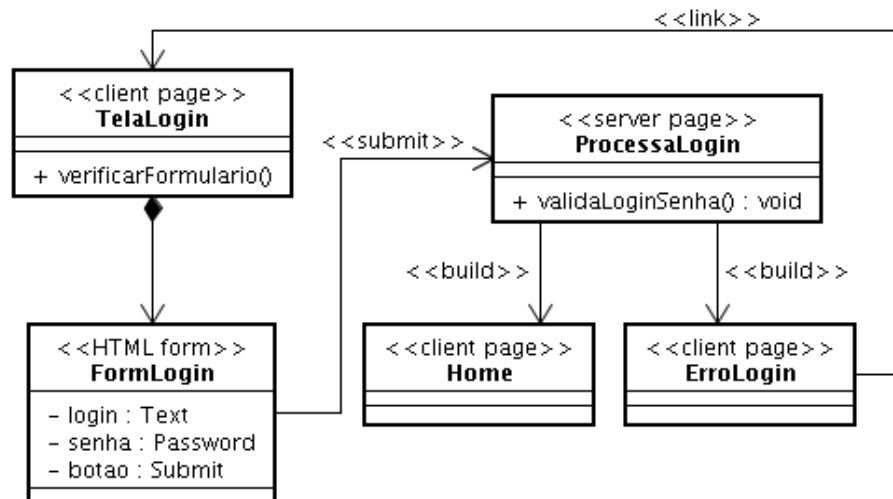 <<link>>
<<client page>>
TelaLogin
+ verificarFormulario()
<<submit>>
<<server page>>
ProcessaLogin
+ validaLoginSenha() : void
<<build>>
<<build>>
<<HTML form>>
FormLogin
- login : Text
- senha : Password
- botao : Submit
<<client page>>
Home
<<client page>>
ErroLogin